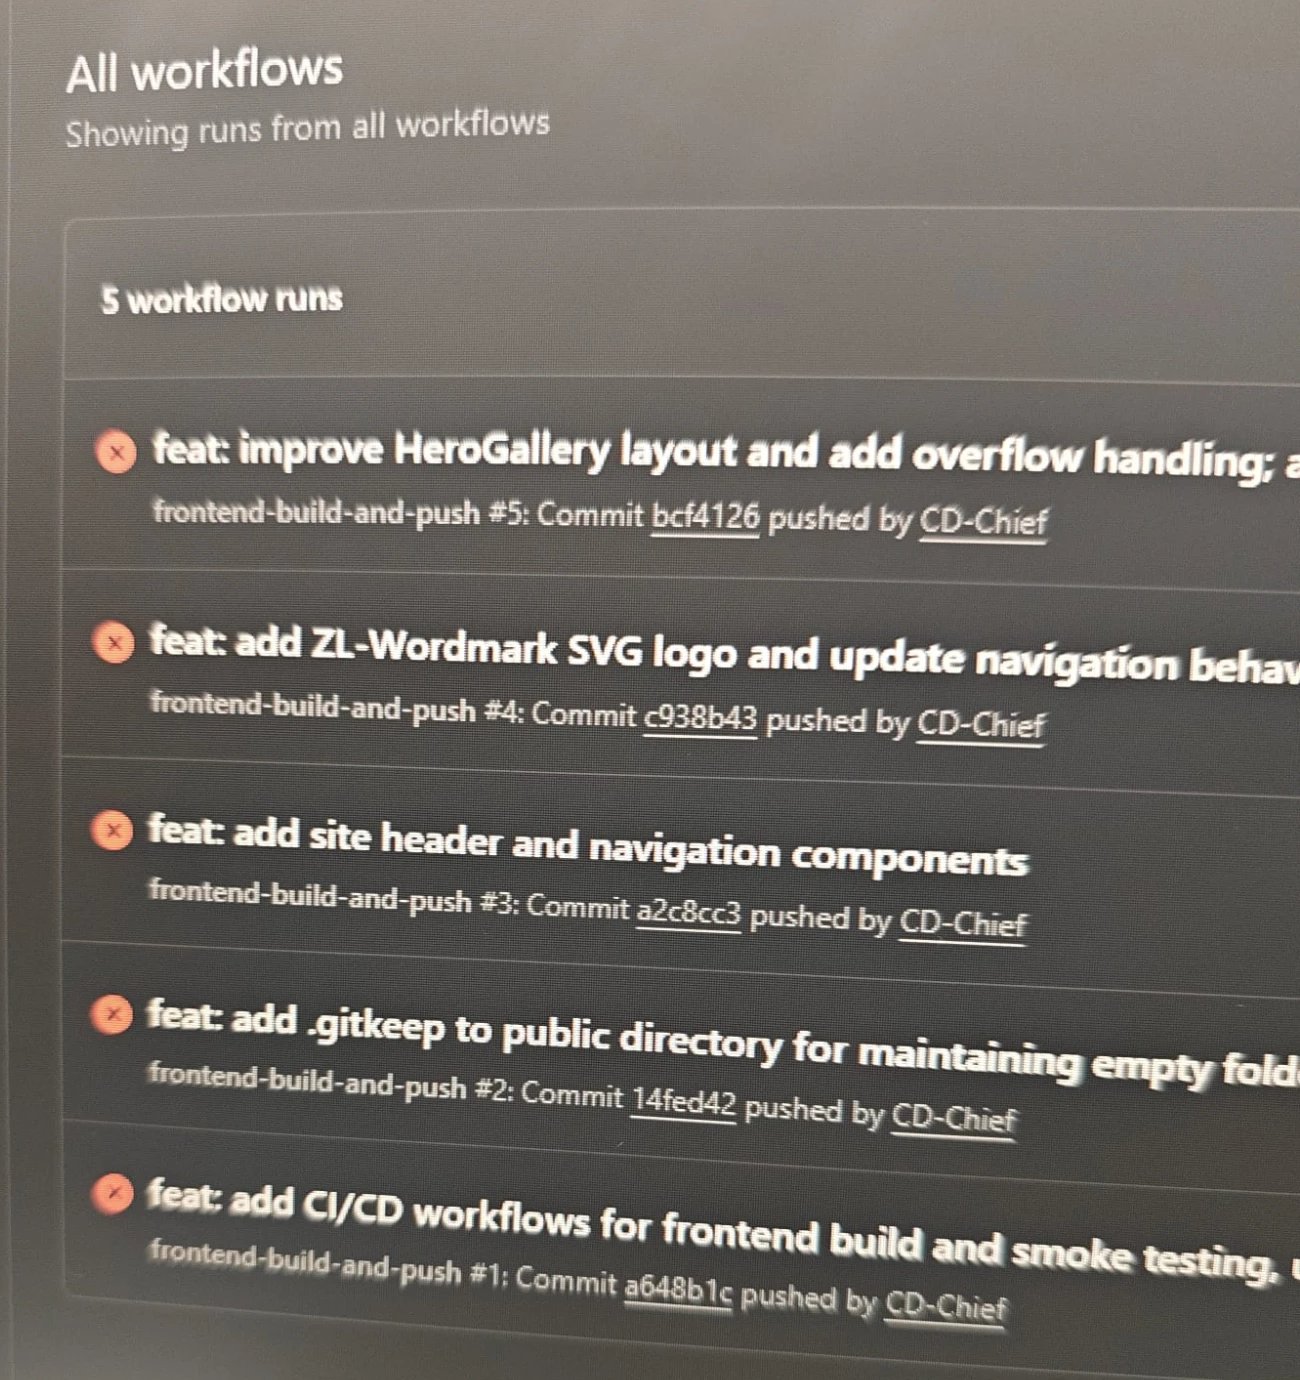 All workflows
Showing runs from all workflows
5 workflow runs
feat: improve HeroGallery layout and add overflow handling; a
frontend-build-and-push #5: Commit bcf4126 pushed by CD-Chief
feat: add ZL-Wordmark SVG logo and update navigation behav
frontend-build-and-push #4: Commit c938b43 pushed by CD-Chief
feat: add site header and navigation components
frontend-build-and-push #3: Commit a2c8cc3 pushed by CD-Chief
feat: add .gitkeep to public directory for maintaining empty folde
frontend-build-and-push #2: Commit 14fed42 pushed by CD-Chief
feat: add CI/CD workflows for frontend build and smoke testing, u
frontend-build-and-push #1: Commit a648b1c pushed by CD-Chief